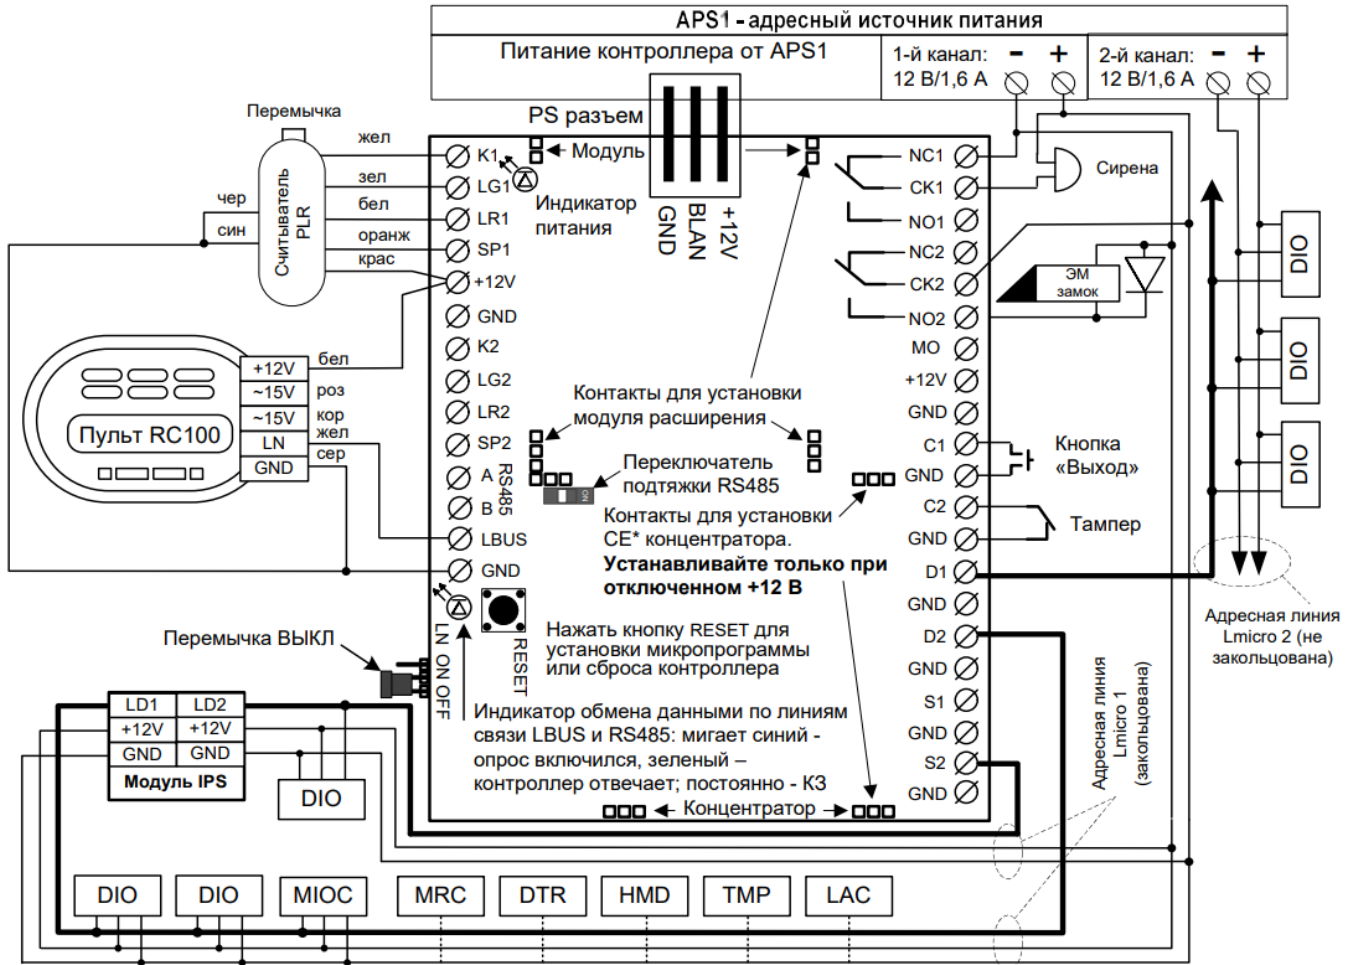 APS1 - адресный источник питания
Питание контроллера от APS1
1-й канал: - +
12 В/1,6 А
2-й канал: - +
12 В/1,6 А
PS разъем
GND
BLAN
+12V
Модуль
Перемычка
Считыватель
PLR
жел
зел
бел
оранж
крас
чер
син
K1
LG1
LR1
SP1
+12V
GND
K2
LG2
LR2
SP2
A
B
RS485
LBUS
GND
Индикатор
питания
NC1
CK1
NO1
NC2
CK2
NO2
MO
+12V
GND
C1
GND
C2
GND
D1
GND
D2
GND
S1
GND
S2
GND
Сирена
ЭМ
замок
Кнопка
«Выход»
Тампер
DIO
DIO
DIO
Адресная линия
Lmicro 2 (не
закольцована)
Адресная линия
Lmicro 1
(закольцована)
Пульт RC100
+12V
~15V
~15V
LN
GND
бел
роз
кор
жел
сер
Контакты для установки
модуля расширения
Переключатель
подтяжки RS485
ON
Контакты для установки
CE* концентратора.
Устанавливайте только при
отключенном +12 В
RESET
LN ON OFF
Перемычка ВЫКЛ
Нажать кнопку RESET для
установки микропрограммы
или сброса контроллера
Индикатор обмена данными по линиям
связи LBUS и RS485: мигает синий -
опрос включился, зеленый –
контроллер отвечает; постоянно - КЗ
Концентратор
LD1 LD2
+12V +12V
GND GND
Модуль IPS
DIO
DIO
DIO
MIOC
MRC
DTR
HMD
TMP
LAC